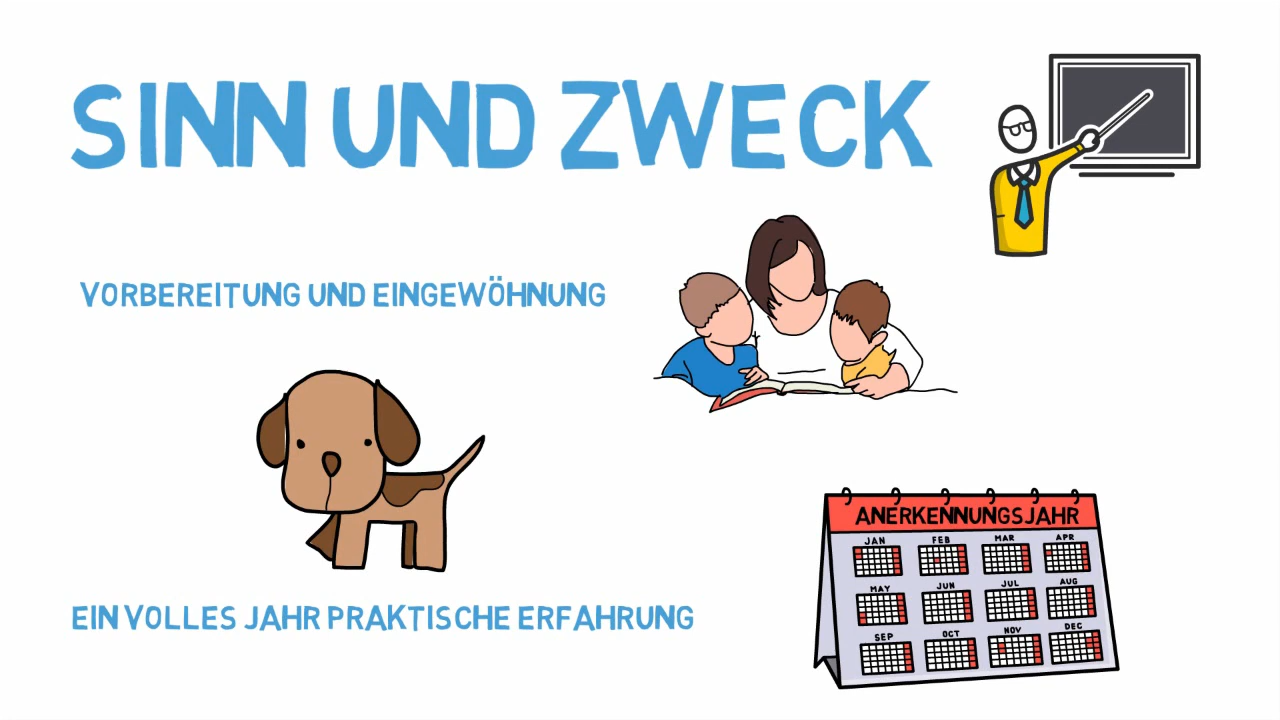 SINN UND ZWECK
VORBEREITUNG UND EINGEWÖHNUNG
EIN VOLLES JAHR PRAKTISCHE ERFAHRUNG
ANERKENNUNGSJAHR
JAN FEB MAR APR
MAY JUN JUL AUG
SEP OCT NOV DEC